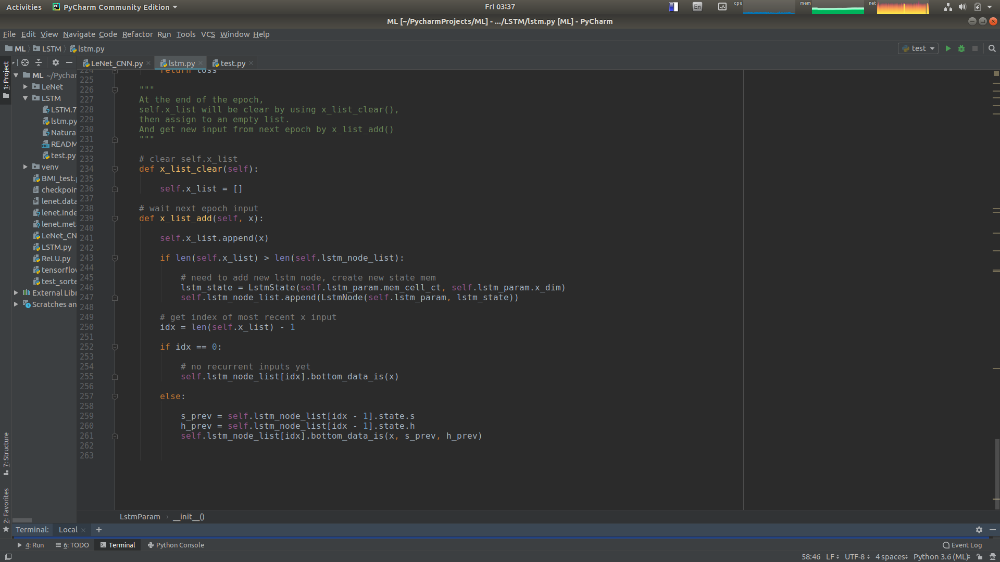 Activities PyCharm Community Edition Fri 03:37 En cpu mem net
ML [~/PycharmProjects/ML] - .../LSTM/lstm.py [ML] - PyCharm
File Edit View Navigate Code Refactor Run Tools VCS Window Help
ML LSTM lstm.py test
LeNet_CNN.py lstm.py test.py
1: Project
ML ~/Pychar
LeNet
LSTM
LSTM.7
lstm.py
Natura
READM
test.py
venv
BMI_test.
checkpoin
lenet.data
lenet.inde
lenet.met
LeNet_CN
LSTM.py
ReLU.py
tensorflow
test_sorte
External Libr
Scratches an
7: Structure
2: Favorites
224 return loss
225
226 """
227 At the end of the epoch,
228 self.x_list will be clear by using x_list_clear(),
229 then assign to an empty list.
230 And get new input from next epoch by x_list_add()
231 """
232
233 # clear self.x_list
234 def x_list_clear(self):
235
236 self.x_list = []
237
238 # wait next epoch input
239 def x_list_add(self, x):
240
241 self.x_list.append(x)
242
243 if len(self.x_list) > len(self.lstm_node_list):
244
245 # need to add new lstm node, create new state mem
246 lstm_state = LstmState(self.lstm_param.mem_cell_ct, self.lstm_param.x_dim)
247 self.lstm_node_list.append(LstmNode(self.lstm_param, lstm_state))
248
249 # get index of most recent x input
250 idx = len(self.x_list) - 1
251
252 if idx == 0:
253
254 # no recurrent inputs yet
255 self.lstm_node_list[idx].bottom_data_is(x)
256
257 else:
258
259 s_prev = self.lstm_node_list[idx - 1].state.s
260 h_prev = self.lstm_node_list[idx - 1].state.h
261 self.lstm_node_list[idx].bottom_data_is(x, s_prev, h_prev)
262
263
LstmParam › __init__()
Terminal: Local +
4: Run 6: TODO Terminal Python Console Event Log
58:46 LF UTF-8 4 spaces Python 3.6 (ML)